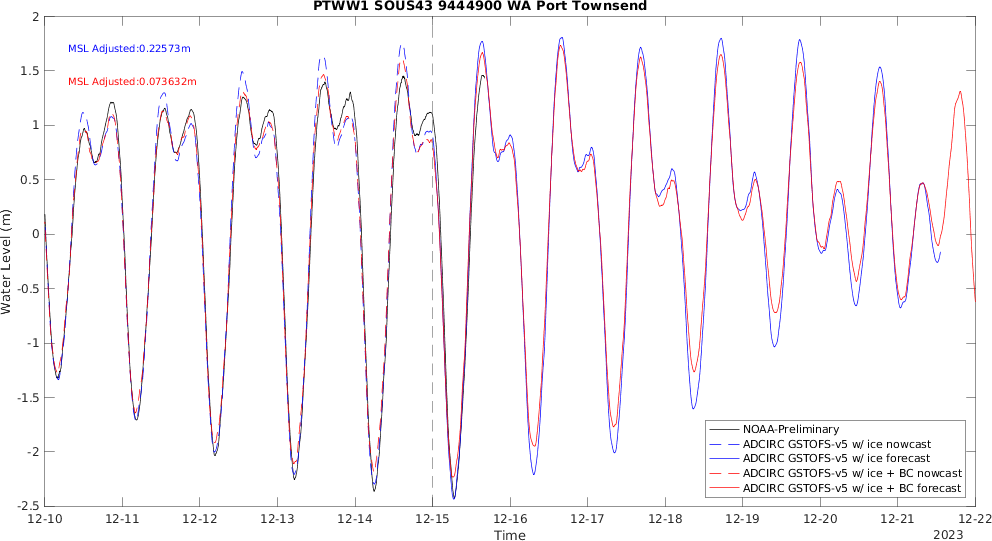 PTWW1 SOUS43 9444900 WA Port Townsend
MSL Adjusted:0.22573m
MSL Adjusted:0.073632m
Water Level (m)
2
1.5
1
0.5
0
-0.5
-1
-1.5
-2
-2.5
NOAA-Preliminary
ADCIRC GSTOFS-v5 w/ ice nowcast
ADCIRC GSTOFS-v5 w/ ice forecast
ADCIRC GSTOFS-v5 w/ ice + BC nowcast
ADCIRC GSTOFS-v5 w/ ice + BC forecast
12-10 12-11 12-12 12-13 12-14 12-15 12-16 12-17 12-18 12-19 12-20 12-21 12-22
Time
2023